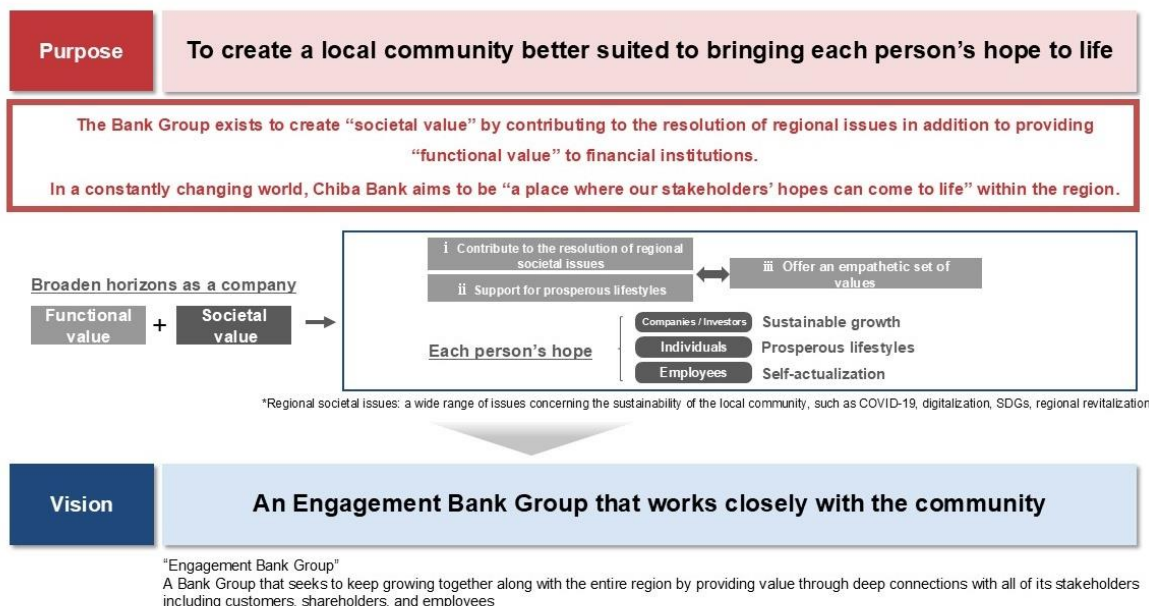 Purpose
To create a local community better suited to bringing each person's hope to life
The Bank Group exists to create “societal value” by contributing to the resolution of regional issues in addition to providing
“functional value” to financial institutions.
In a constantly changing world, Chiba Bank aims to be “a place where our stakeholders’ hopes can come to life” within the region.
Broaden horizons as a company
Functional
value
+
Societal
value
ⅰ Contribute to the resolution of regional
societal issues
ⅱ Support for prosperous lifestyles
ⅲ Offer an empathetic set of
values
Each person's hope
Companies / Investors Sustainable growth
Individuals Prosperous lifestyles
Employees Self-actualization
*Regional societal issues: a wide range of issues concerning the sustainability of the local community, such as COVID-19, digitalization, SDGs, regional revitalization
Vision
An Engagement Bank Group that works closely with the community
“Engagement Bank Group”
A Bank Group that seeks to keep growing together along with the entire region by providing value through deep connections with all of its stakeholders
including customers, shareholders, and employees